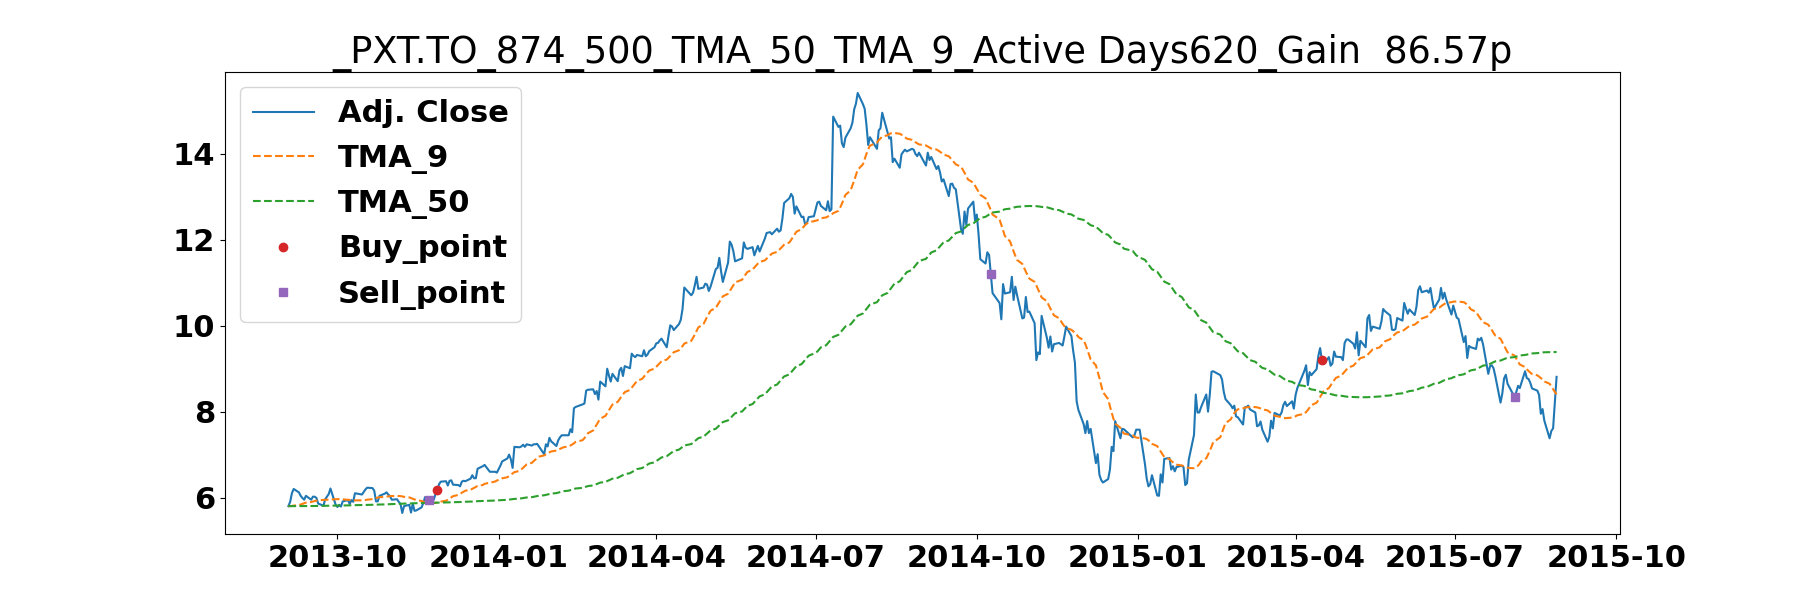 _PXT.TO_874_500_TMA_50_TMA_9_Active Days620_Gain  86.57p
Adj. Close
TMA_9
TMA_50
Buy_point
Sell_point
14
12
10
8
6
2013-10 2014-01 2014-04 2014-07 2014-10 2015-01 2015-04 2015-07 2015-10